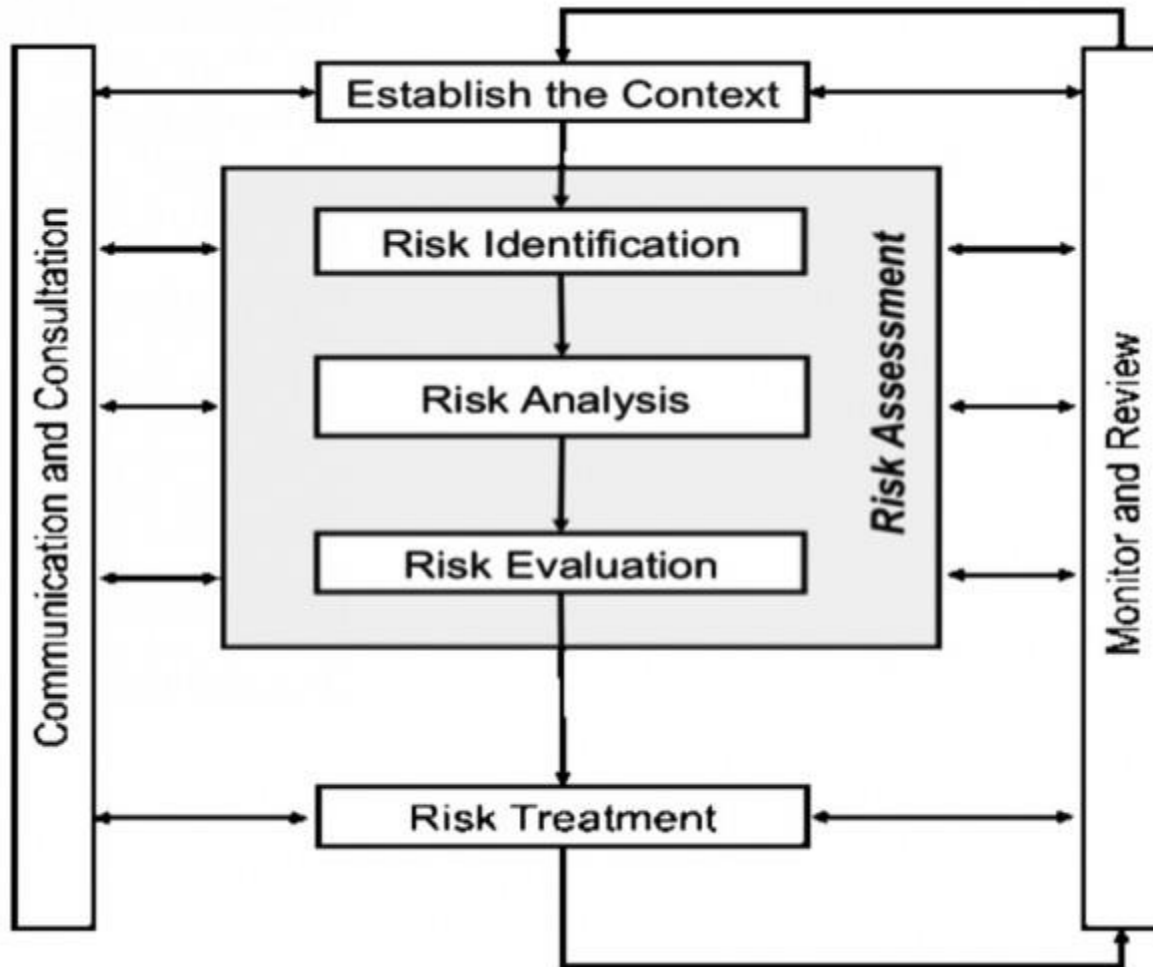 Establish the Context
Communication and Consultation
Risk Identification
Risk Analysis
Risk Evaluation
Risk Assessment
Monitor and Review
Risk Treatment